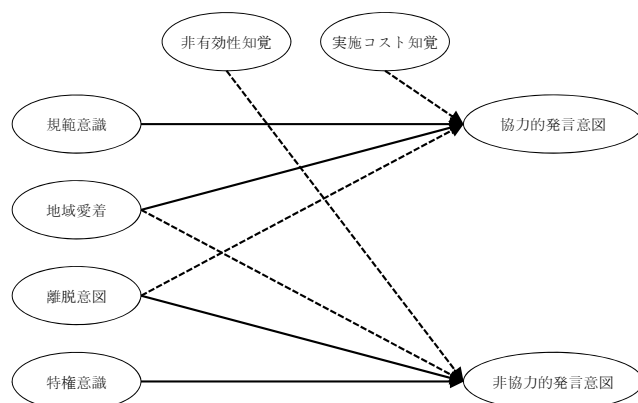 非有効性知覚
実施コスト知覚
規範意識
協力的発言意図
地域愛着
離脱意図
特権意識
非協力的発言意図